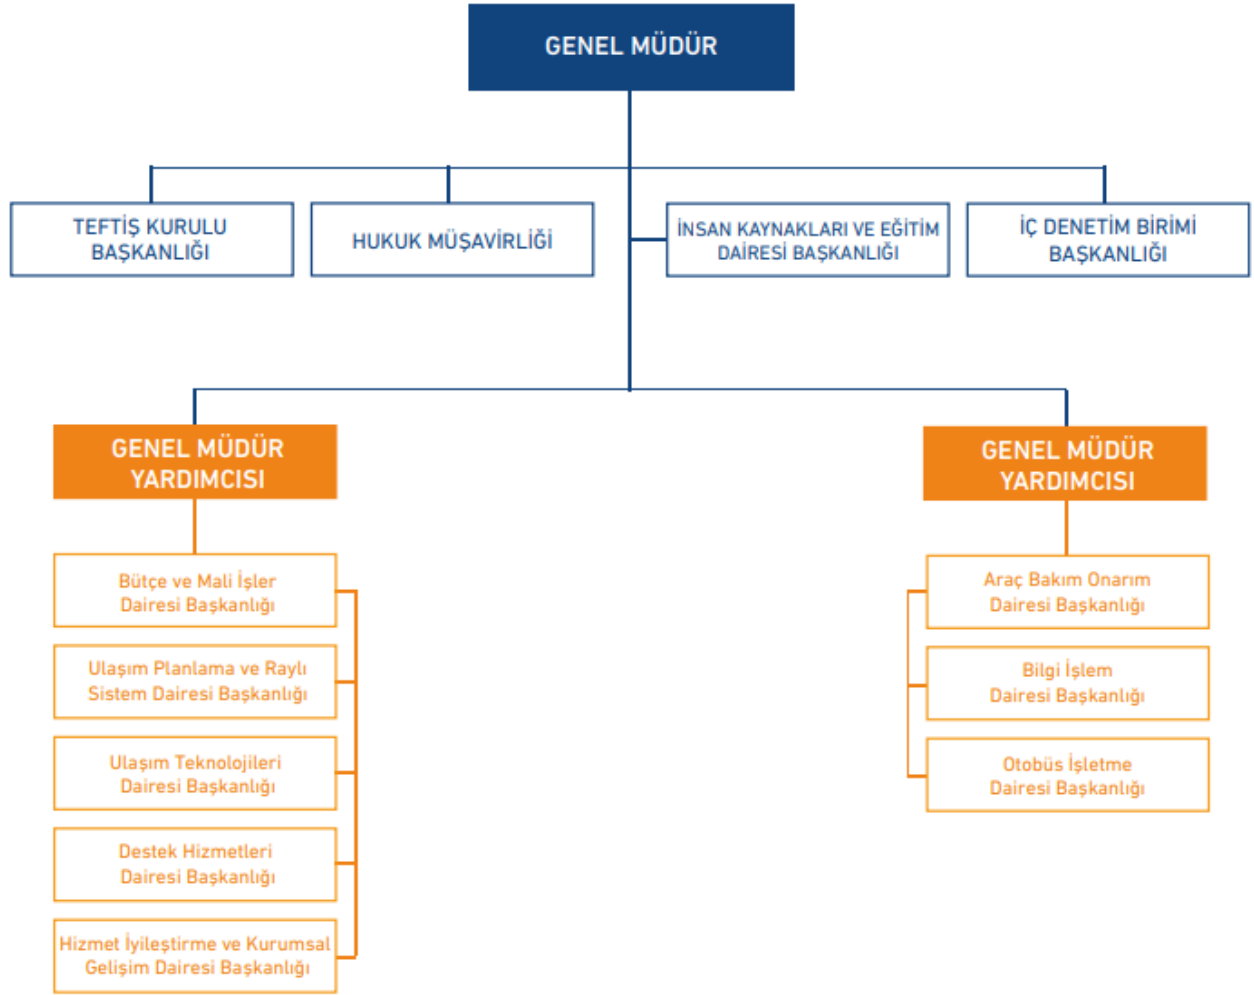 GENEL MÜDÜR
TEFTİŞ KURULU
BAŞKANLIĞI
HUKUK MÜŞAVİRLİĞİ
İNSAN KAYNAKLARI VE EĞİTİM
DAİRESİ BAŞKANLIĞI
İÇ DENETİM BİRİMİ
BAŞKANLIĞI
GENEL MÜDÜR
YARDIMCISI
Bütçe ve Mali İşler
Dairesi Başkanlığı
Ulaşım Planlama ve Raylı
Sistem Dairesi Başkanlığı
Ulaşım Teknolojileri
Dairesi Başkanlığı
Destek Hizmetleri
Dairesi Başkanlığı
Hizmet İyileştirme ve Kurumsal
Gelişim Dairesi Başkanlığı
GENEL MÜDÜR
YARDIMCISI
Araç Bakım Onarım
Dairesi Başkanlığı
Bilgi İşlem
Dairesi Başkanlığı
Otobüs İşletme
Dairesi Başkanlığı